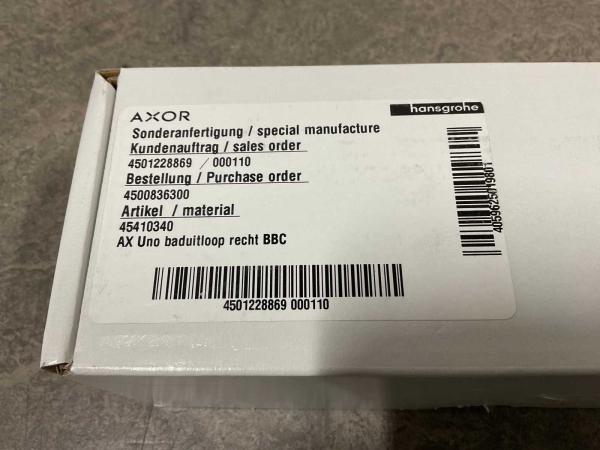 AXOR
hansgrohe
Sonderanfertigung / special manufacture
Kundenauftrag / sales order
4501228869 / 000110
Bestellung / Purchase order
4500836300
Artikel / material
45410340
AX Uno baduitloop recht BBC
4501228869 000110
4059625019801